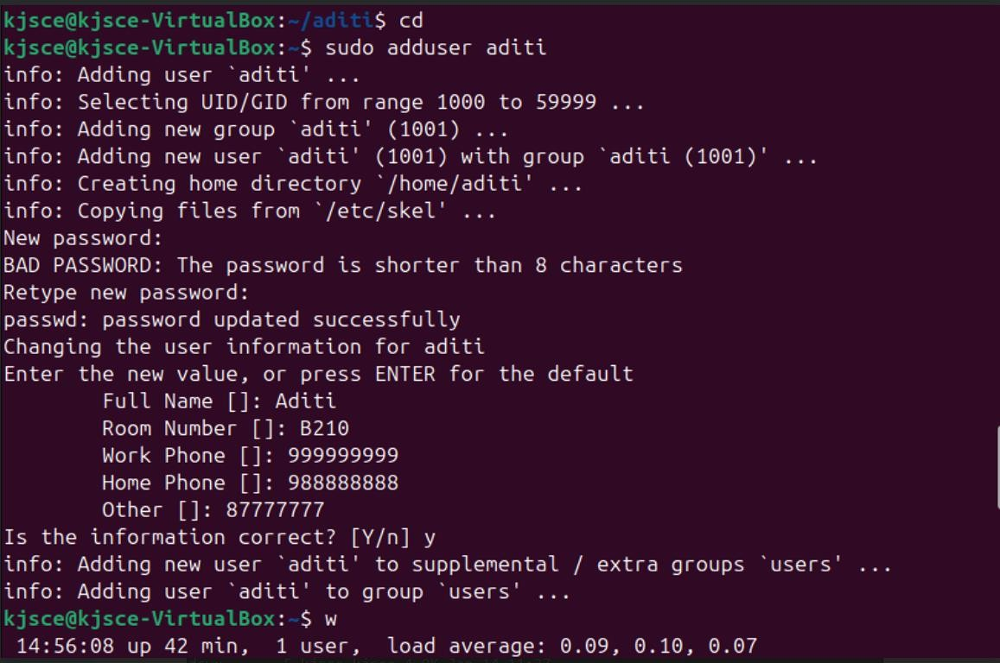 kjsce@kjsce-VirtualBox:~/aditi$ cd
kjsce@kjsce-VirtualBox:~$ sudo adduser aditi
info: Adding user `aditi' ...
info: Selecting UID/GID from range 1000 to 59999 ...
info: Adding new group `aditi' (1001) ...
info: Adding new user `aditi' (1001) with group `aditi (1001)' ...
info: Creating home directory `/home/aditi' ...
info: Copying files from `/etc/skel' ...
New password:
BAD PASSWORD: The password is shorter than 8 characters
Retype new password:
passwd: password updated successfully
Changing the user information for aditi
Enter the new value, or press ENTER for the default
Full Name []: Aditi
Room Number []: B210
Work Phone []: 999999999
Home Phone []: 988888888
Other []: 87777777
Is the information correct? [Y/n] y
info: Adding new user `aditi' to supplemental / extra groups `users' ...
info: Adding user `aditi' to group `users' ...
kjsce@kjsce-VirtualBox:~$ w
14:56:08 up 42 min,  1 user,  load average: 0.09, 0.10, 0.07